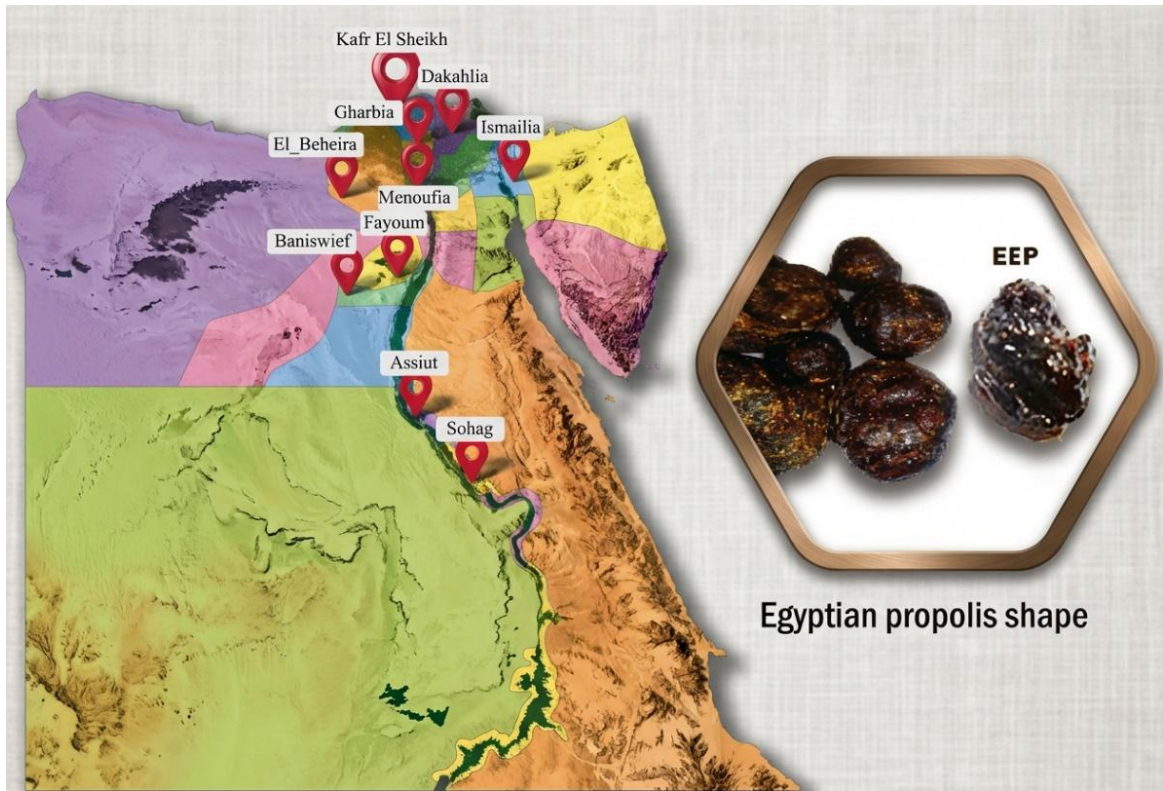 Kafr El Sheikh
Dakahlia
Gharbia
Ismailia
El_Beheira
Menoufia
Fayoum
Baniswief
Assiut
Sohag
EEP
Egyptian propolis shape